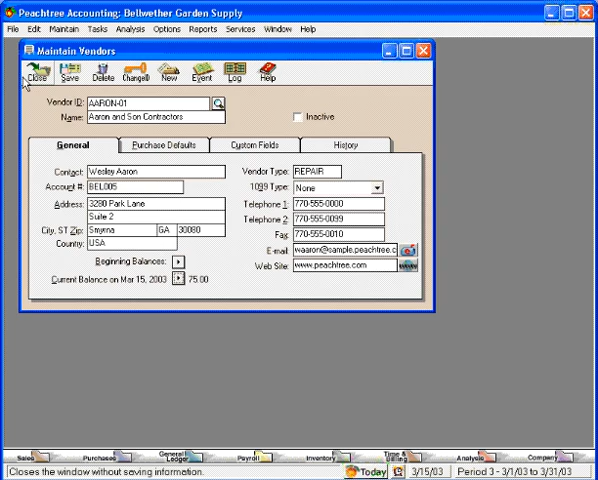 Peachtree Accounting: Bellwether Garden Supply
File Edit Maintain Tasks Analysis Options Reports Services Window Help
Maintain Vendors
Close Save Delete ChangeID New Event Log Help
Vendor ID: AARON-01
Name: Aaron and Son Contractors
Inactive
General Purchase Defaults Custom Fields History
Contact: Wesley Aaron
Vendor Type: REPAIR
Account #: BEL005
1099 Type: None
Address: 3280 Park Lane
Telephone 1: 770-555-0000
Suite 2
Telephone 2: 770-555-0099
City, ST Zip: Smyrna GA 30080
Fax: 770-555-0010
Country: USA
E-mail: waaron@sample.peachtree.c
Beginning Balances:
Web Site: www.peachtree.com
Current Balance on Mar 15, 2003 75.00
Sales Purchases General Ledger Payroll Inventory Time & Billing Analysis Company
Closes the window without saving information.
Today 3/15/03 Period 3 - 3/1/03 to 3/31/03